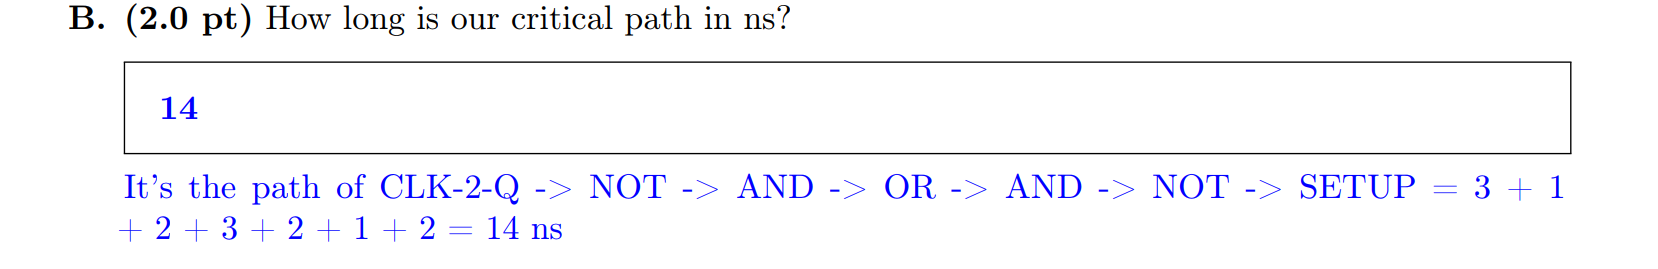 B. (2.0 pt) How long is our critical path in ns?
14
It's the path of CLK-2-Q -> NOT -> AND -> OR -> AND -> NOT -> SETUP = 3 + 1
+ 2 + 3 + 2 + 1 + 2 = 14 ns